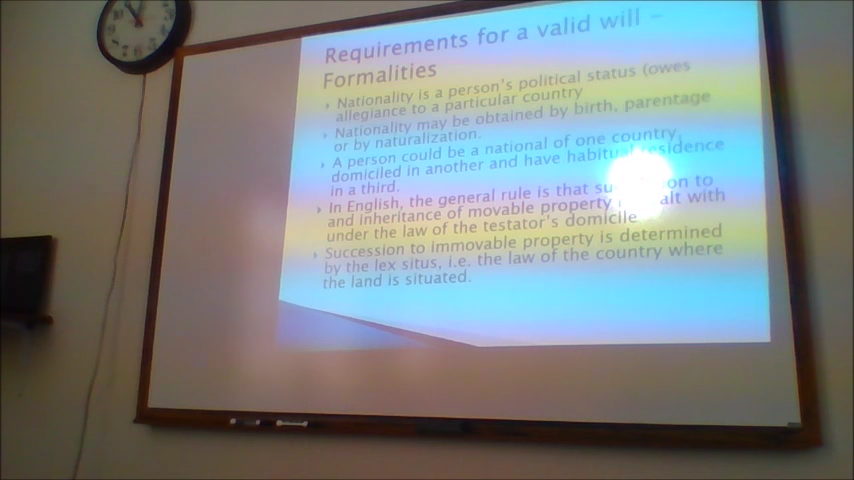 Requirements for a valid will –
Formalities
Nationality is a person's political status (owes
allegiance to a particular country
Nationality may be obtained by birth, parentage
or by naturalization.
A person could be a national of one country,
domiciled in another and have habitual residence
in a third.
In English, the general rule is that to
and inheritance of movable property with
under the law of the testator's domicile
Succession to immovable property is determined
by the lex situs, i.e. the law of the country where
the land is situated.